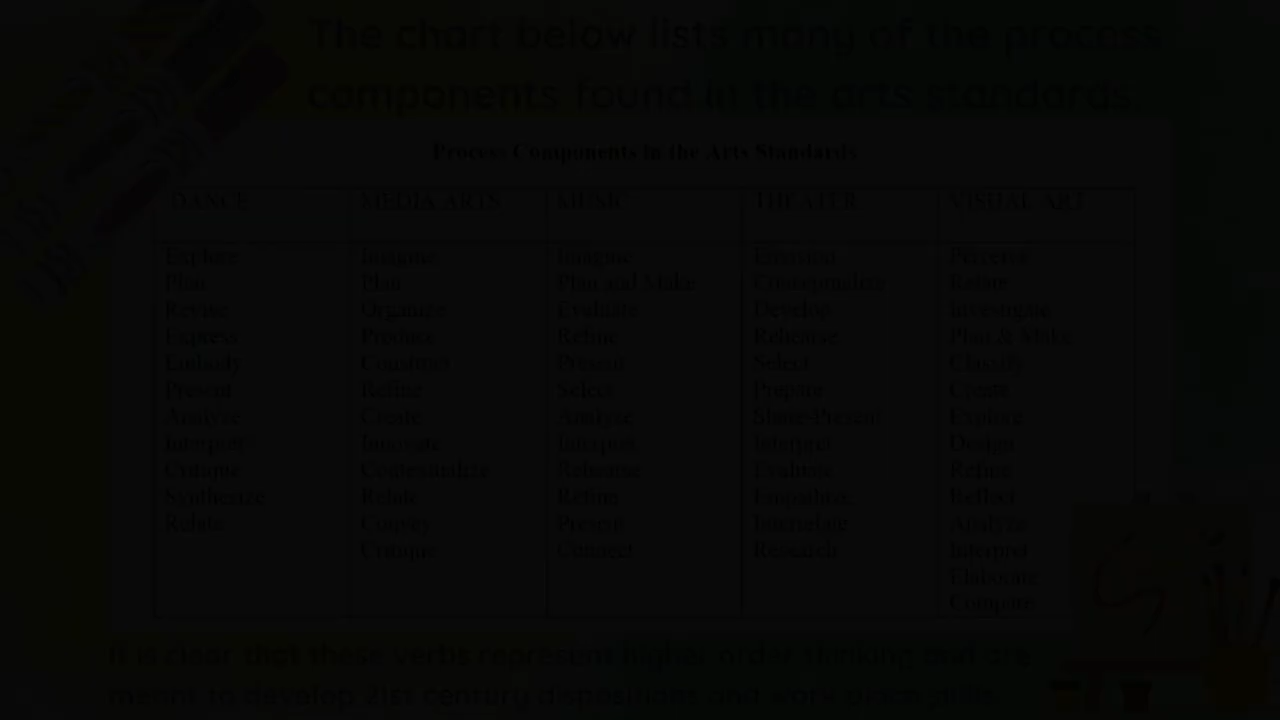 The chart below lists many of the process
components found in the arts standards.
Process Components in the Arts Standards
DANCE MEDIA ARTS MUSIC THEATER VISUAL ART
Explore Imagine Imagine Envision Perceive
Plan Plan Plan and Make Conceptualize Relate
Revise Organize Evaluate Develop Investigate
Express Produce Refine Rehearse Plan & Make
Embody Construct Present Select Classify
Present Refine Select Prepare Create
Analyze Create Analyze Share-Present Explore
Interpret Innovate Interpret Interpret Design
Critique Contextualize Rehearse Evaluate Refine
Synthesize Relate Refine Empathize Reflect
Relate Convey Present Interrelate Analyze
Critique Connect Research Interpret
Elaborate
Compare
It is clear that these verbs represent higher order thinking and are
meant to develop 21st century dispositions and work place skills.